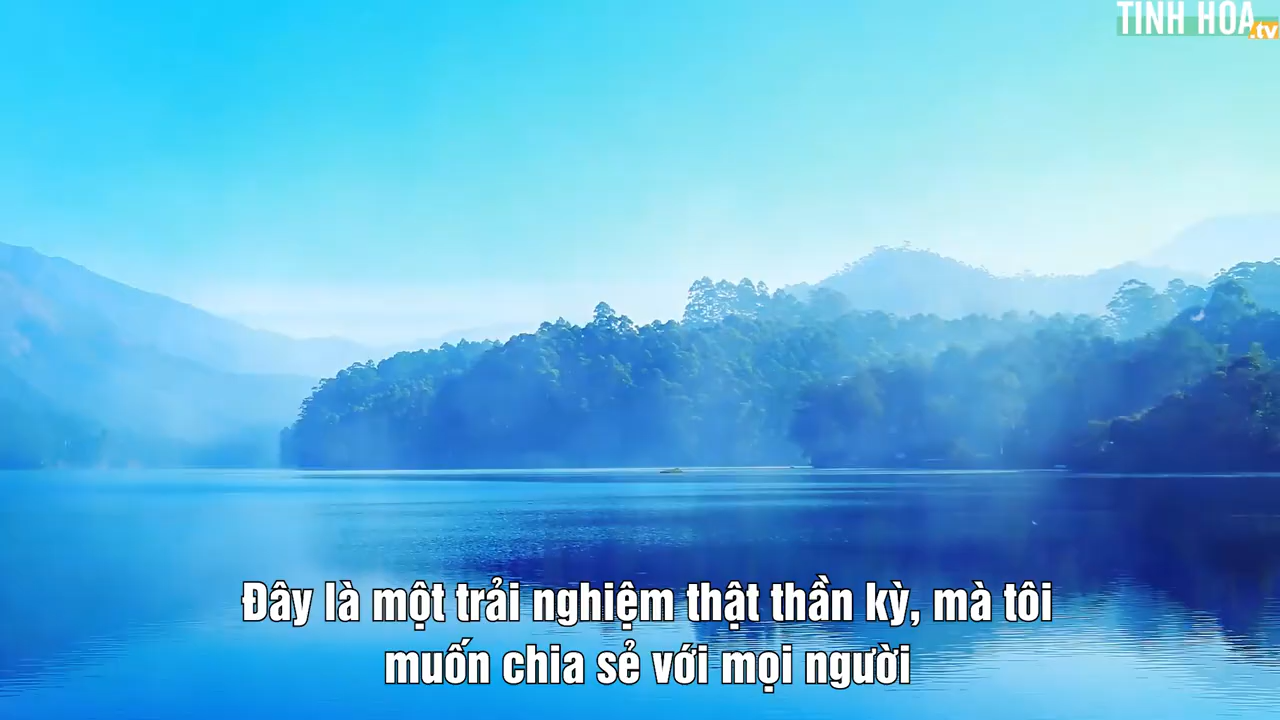 TINH HOA
.tv
Đây là một trải nghiệm thật thần kỳ, mà tôi
muốn chia sẻ với mọi người